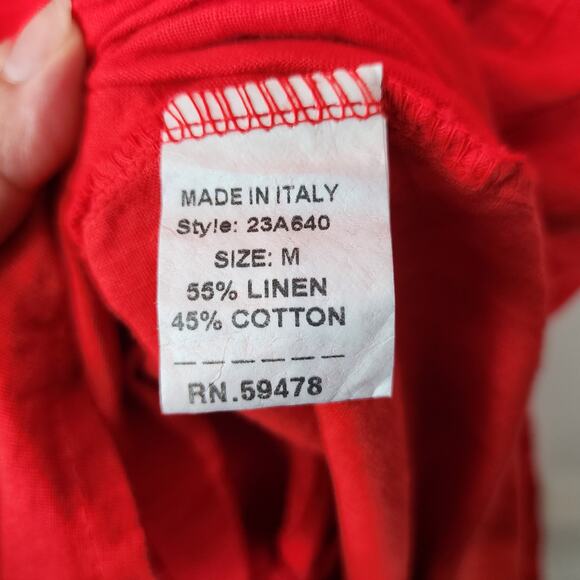 MADE IN ITALY
Style: 23A640
SIZE: M
55% LINEN
45% COTTON
RN.59478